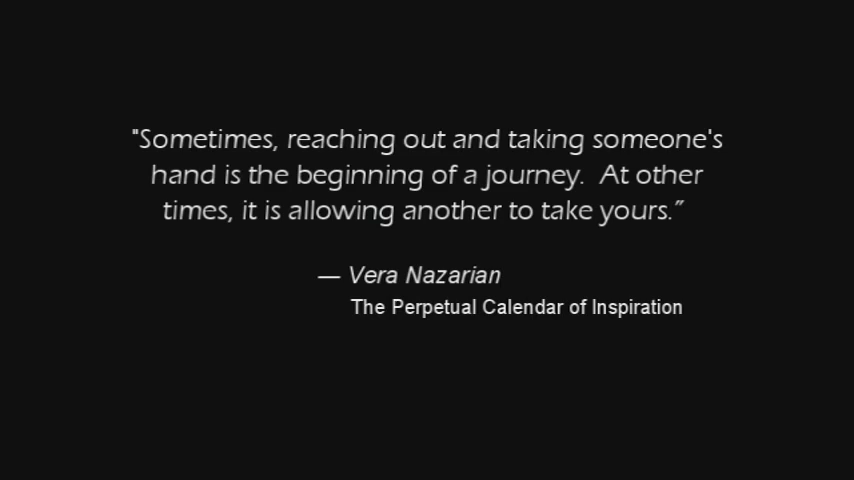 "Sometimes, reaching out and taking someone's
hand is the beginning of a journey.  At other
times, it is allowing another to take yours.”
— Vera Nazarian
The Perpetual Calendar of Inspiration